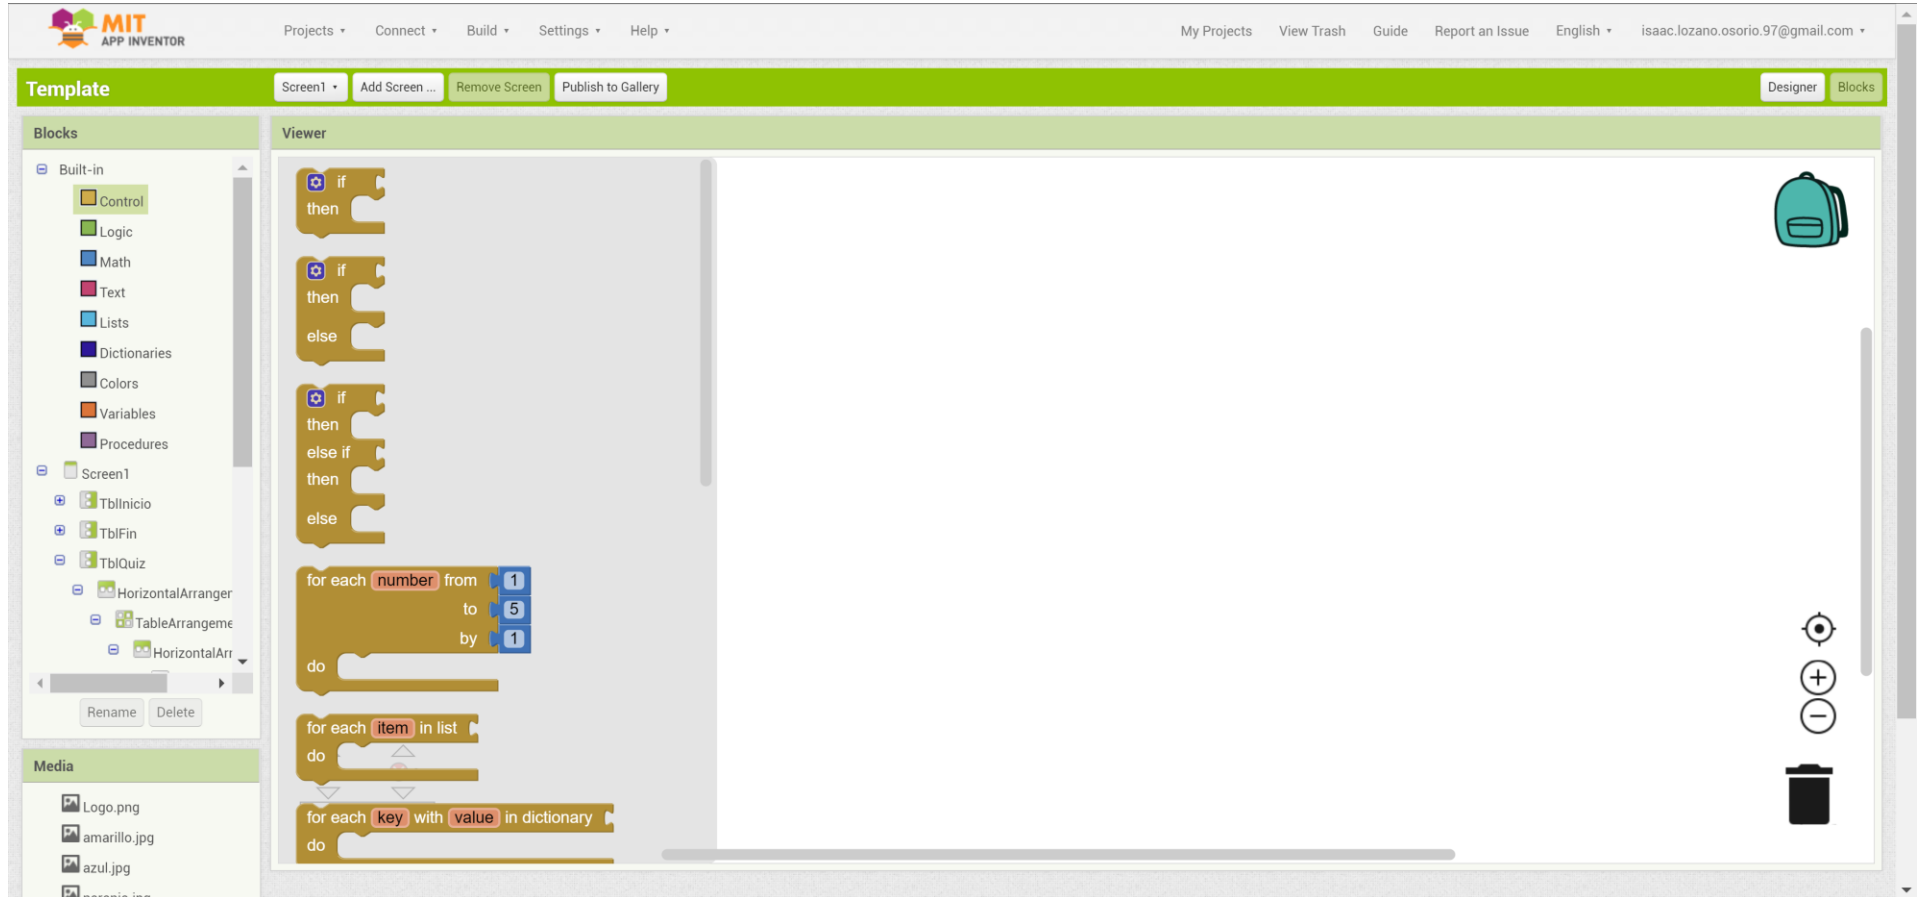 MIT
APP INVENTOR
Projects Connect Build Settings Help My Projects View Trash Guide Report an Issue English isaac.lozano.osorio.97@gmail.com
Template Screen1 Add Screen ... Remove Screen Publish to Gallery Designer Blocks
Blocks
Built-in
Control
Logic
Math
Text
Lists
Dictionaries
Colors
Variables
Procedures
Screen1
TblInicio
TblFin
TblQuiz
HorizontalArranger
TableArrangeme
HorizontalArr
Rename Delete
Media
Logo.png
amarillo.jpg
azul.jpg
Viewer
if
then
if
then
else
if
then
else if
then
else
for each number from 1
to 5
by 1
do
for each item in list
do
for each key with value in dictionary
do